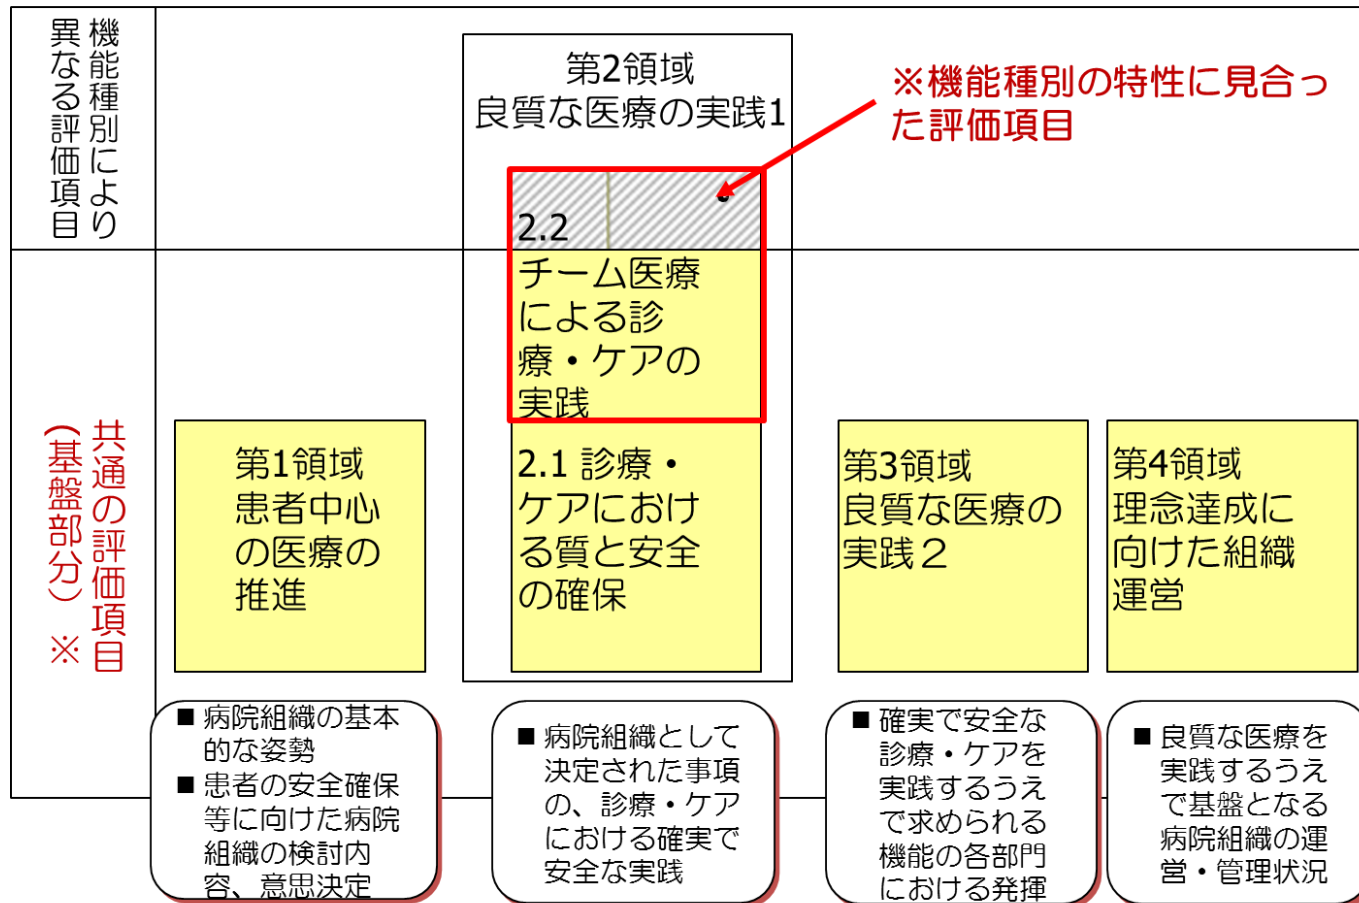 機能種別により
異なる評価項目
第2領域
良質な医療の実践1
※機能種別の特性に見合っ
た評価項目
2.2
チーム医療
による診
療・ケアの
実践
共通の評価項目
(基盤部分) ※
第1領域
患者中心
の医療の
推進
2.1 診療・
ケアにおけ
る質と安全
の確保
第3領域
良質な医療の
実践２
第4領域
理念達成に
向けた組織
運営
■ 病院組織の基本
的な姿勢
■ 患者の安全確保
等に向けた病院
組織の検討内
容、意思決定
■ 病院組織として
決定された事項
の、診療・ケア
における確実で
安全な実践
■ 確実で安全な
診療・ケアを
実践するうえ
で求められる
機能の各部門
における発揮
■ 良質な医療を
実践するうえ
で基盤となる
病院組織の運
営・管理状況